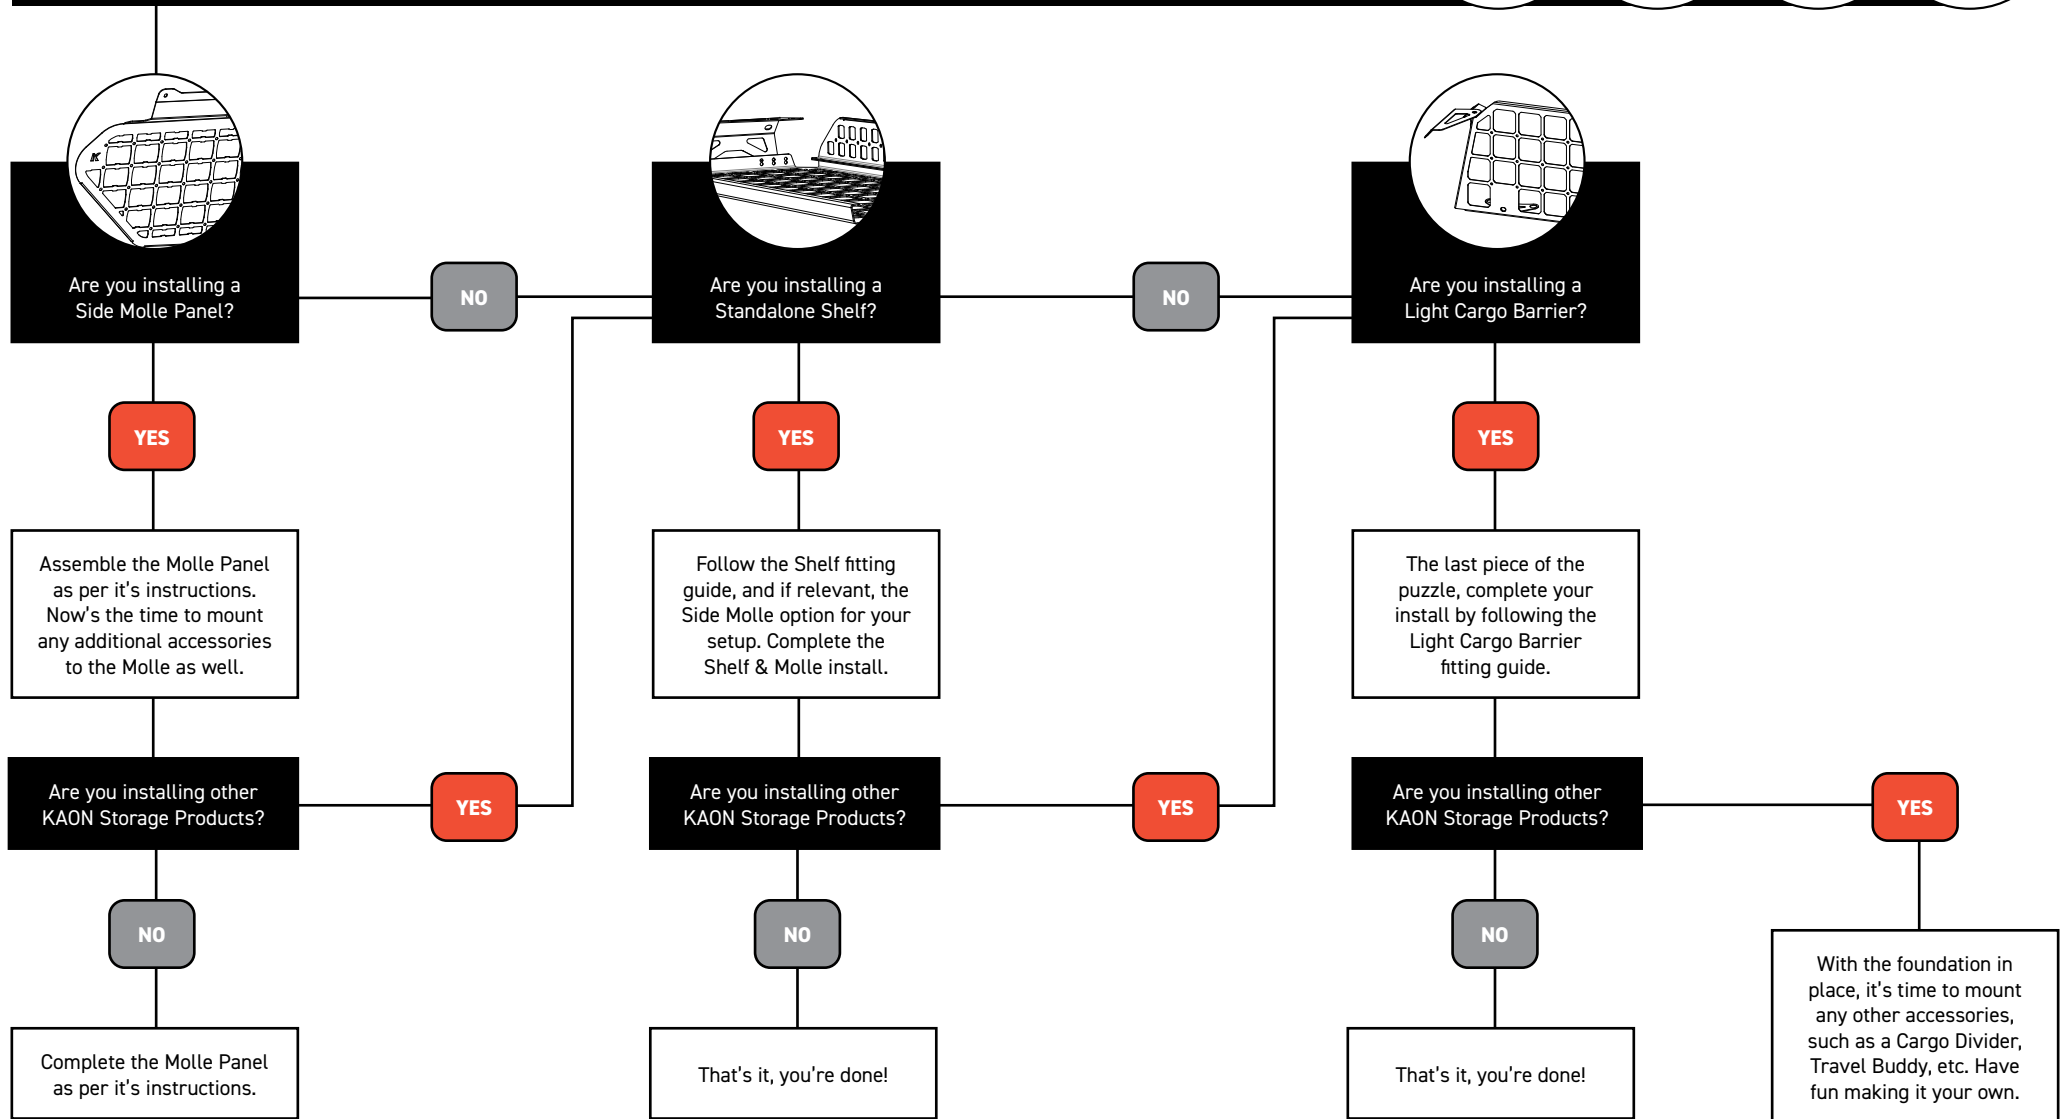 Are you installing a
Side Molle Panel?
NO
Are you installing a
Standalone Shelf?
NO
Are you installing a
Light Cargo Barrier?
YES
YES
YES
Assemble the Molle Panel
as per it's instructions.
Now's the time to mount
any additional accessories
to the Molle as well.
Follow the Shelf fitting
guide, and if relevant, the
Side Molle option for your
setup. Complete the
Shelf & Molle install.
The last piece of the
puzzle, complete your
install by following the
Light Cargo Barrier
fitting guide.
Are you installing other
KAON Storage Products?
YES
Are you installing other
KAON Storage Products?
YES
Are you installing other
KAON Storage Products?
YES
NO
NO
NO
Complete the Molle Panel
as per it's instructions.
That's it, you're done!
That's it, you're done!
With the foundation in
place, it's time to mount
any other accessories,
such as a Cargo Divider,
Travel Buddy, etc. Have
fun making it your own.